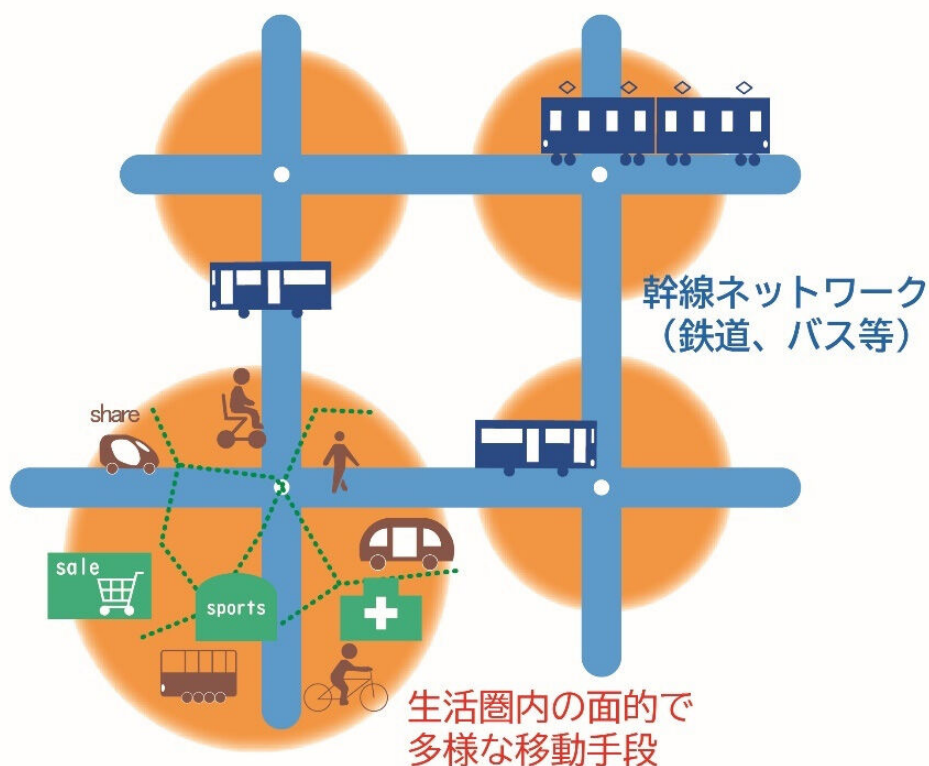 幹線ネットワーク
（鉄道、バス等）
share
sale
sports
生活圏内の面的で
多様な移動手段